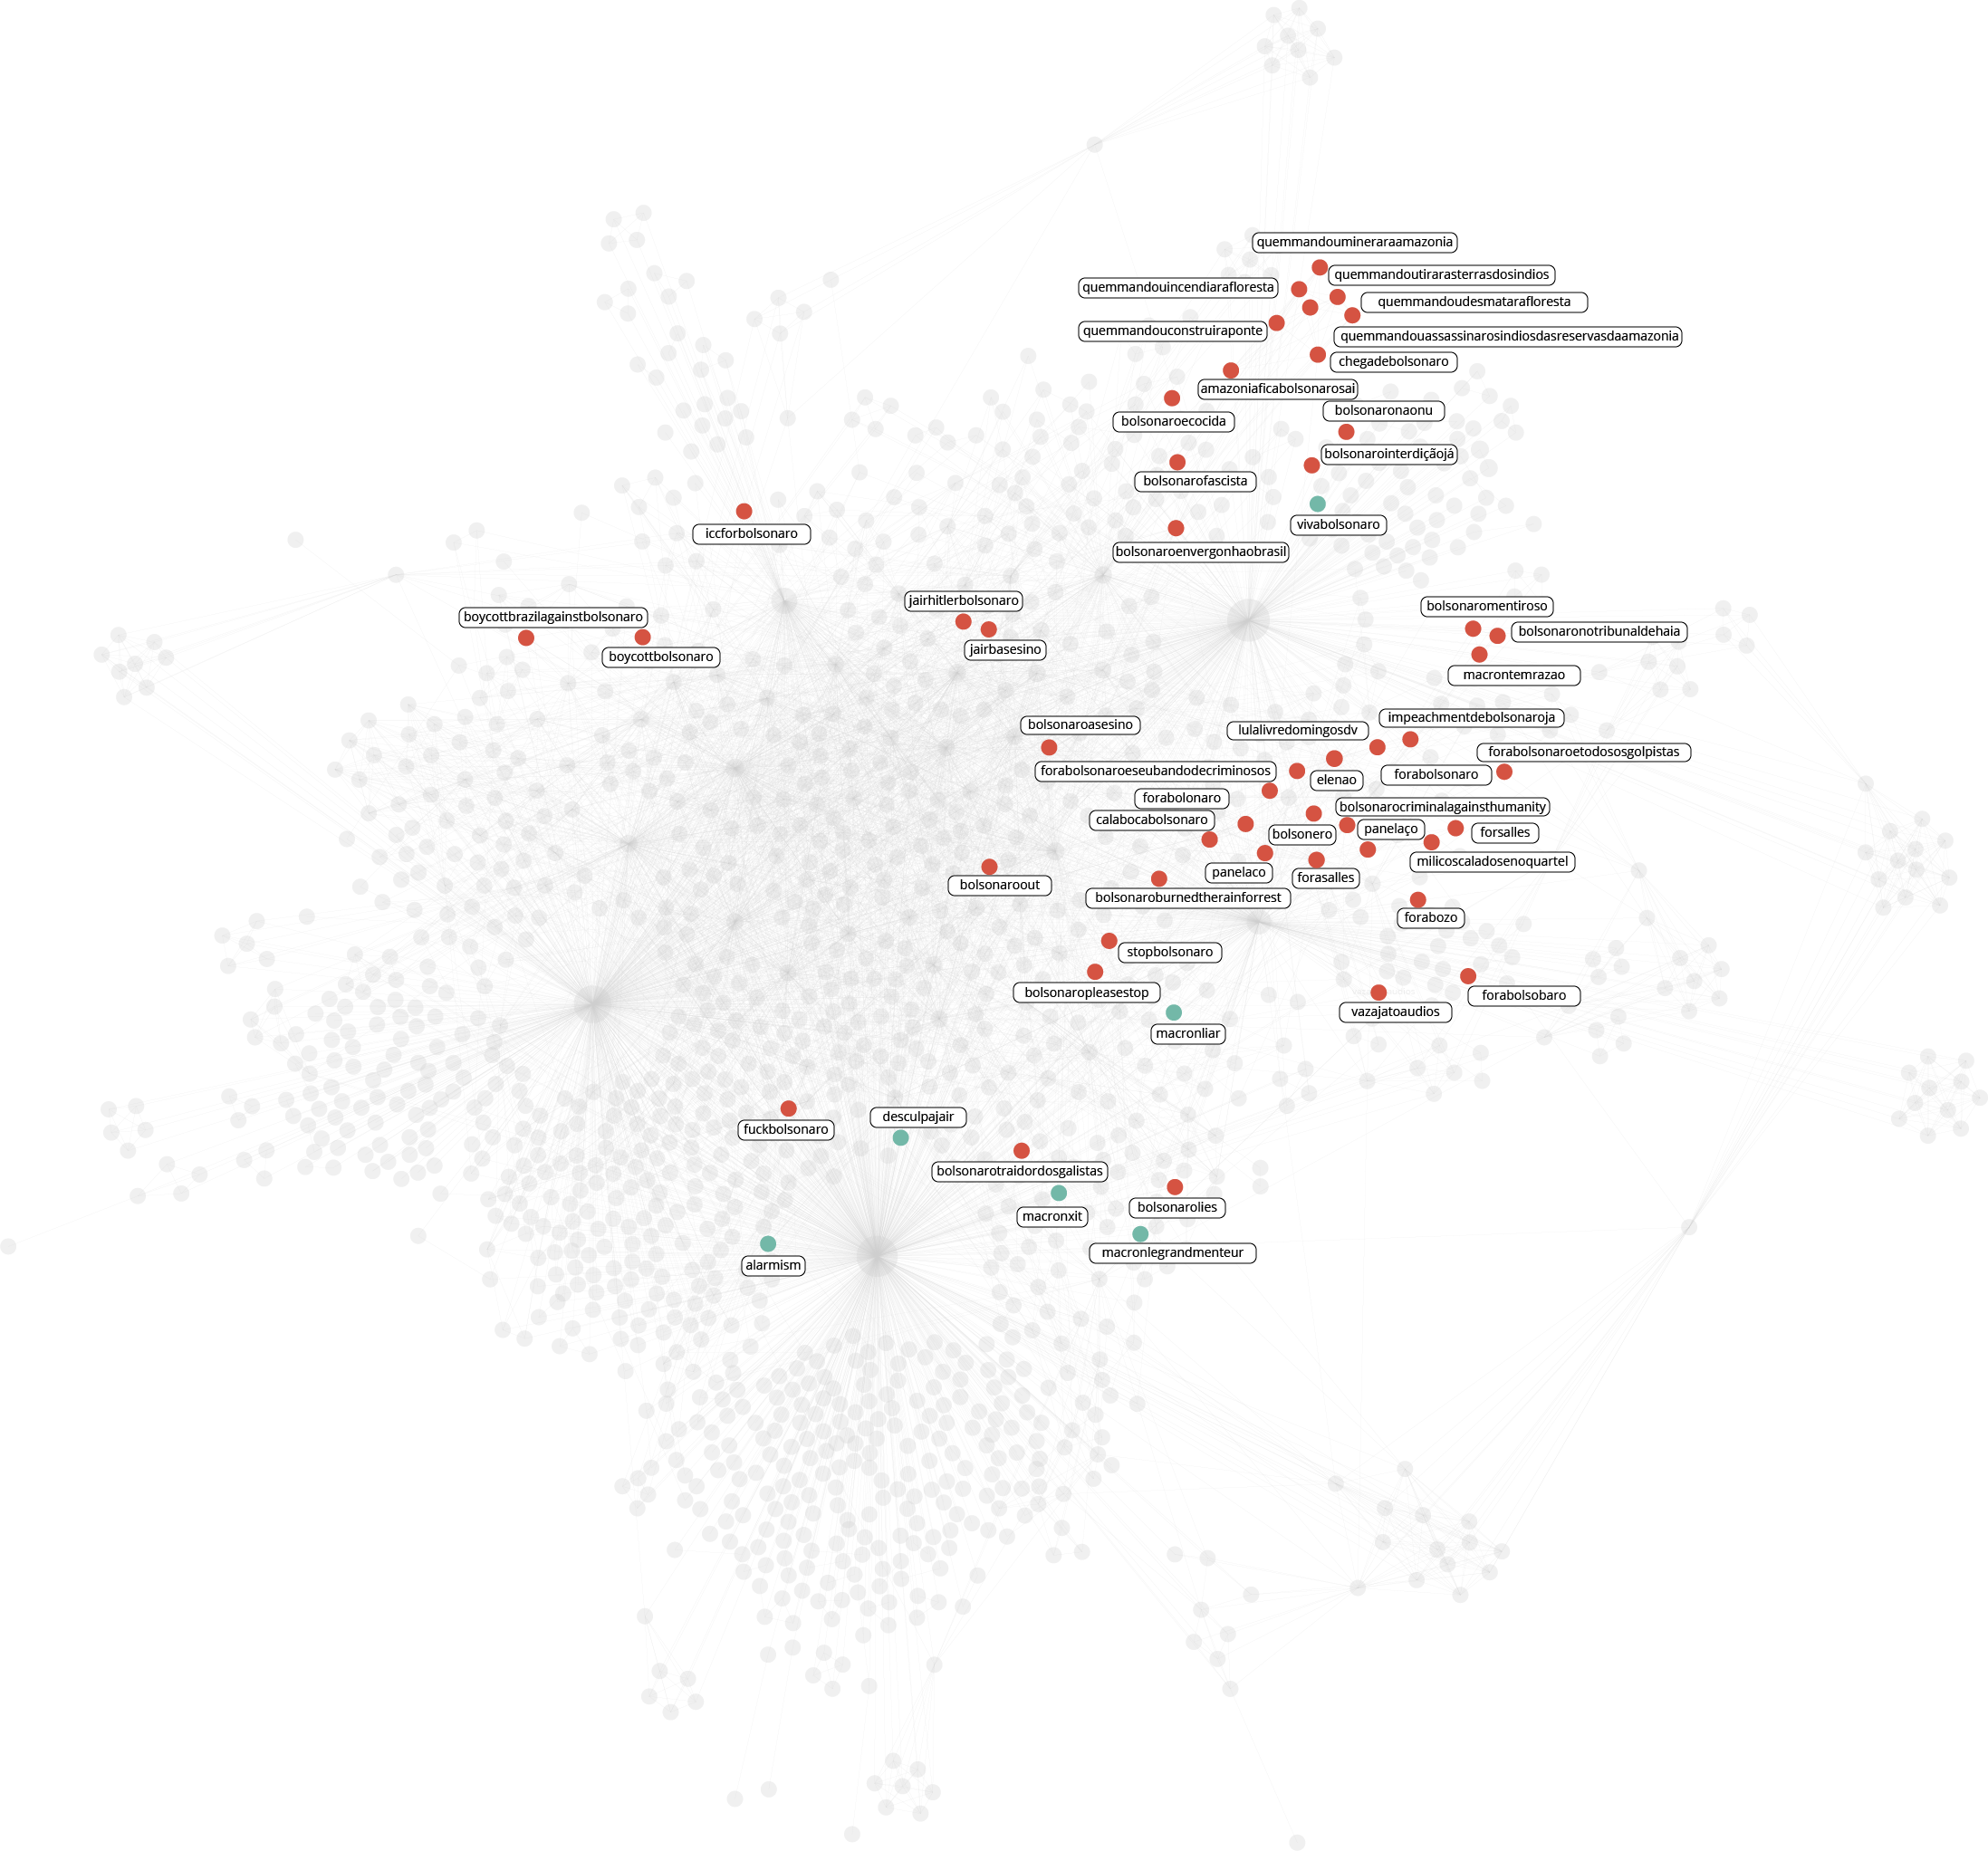 quemmandoumineraraamazonia
quemmandoutirarasterrasdosindios
quemmandouincendiarafloresta
quemmandoudesmatarafloresta
quemmandouconstruiraponte
quemmandouassassinarosindiosdasreservasdaamazonia
chegadebolsonaro
amazoniaficabolsonarosai
bolsonaronaonu
bolsonaroecocida
bolsonarointerdiçãojá
bolsonarofascista
vivabolsonaro
iccforbolsonaro
bolsonaroenvergonhaobrasil
jairhitlerbolsonaro
bolsonaromentiroso
boycottbrazilagainstbolsonaro
bolsonaronotribunaldehaia
jairbasesino
boycottbolsonaro
macrontemrazao
impeachmentdebolsonaroja
bolsonaroasesino
lulalivredomingosdv
forabolsonaroetodososgolpistas
forabolsonaroeseubandodecriminosos
forabolsonaro
elenao
forabolonaro
bolsonarocriminalagainsthumanity
calabocabolsonaro
panelaço
forsalles
bolsonero
milicoscaladosenoquartel
panelaco
forasalles
bolsonaroout
bolsonaroburnedtherainforrest
forabozo
stopbolsonaro
bolsonaropleasestop
forabolsobaro
vazajatoaudios
macronliar
desculpajair
fuckbolsonaro
bolsonarotraidordosgalistas
bolsonarolies
macronxit
macronlegrandmenteur
alarmism